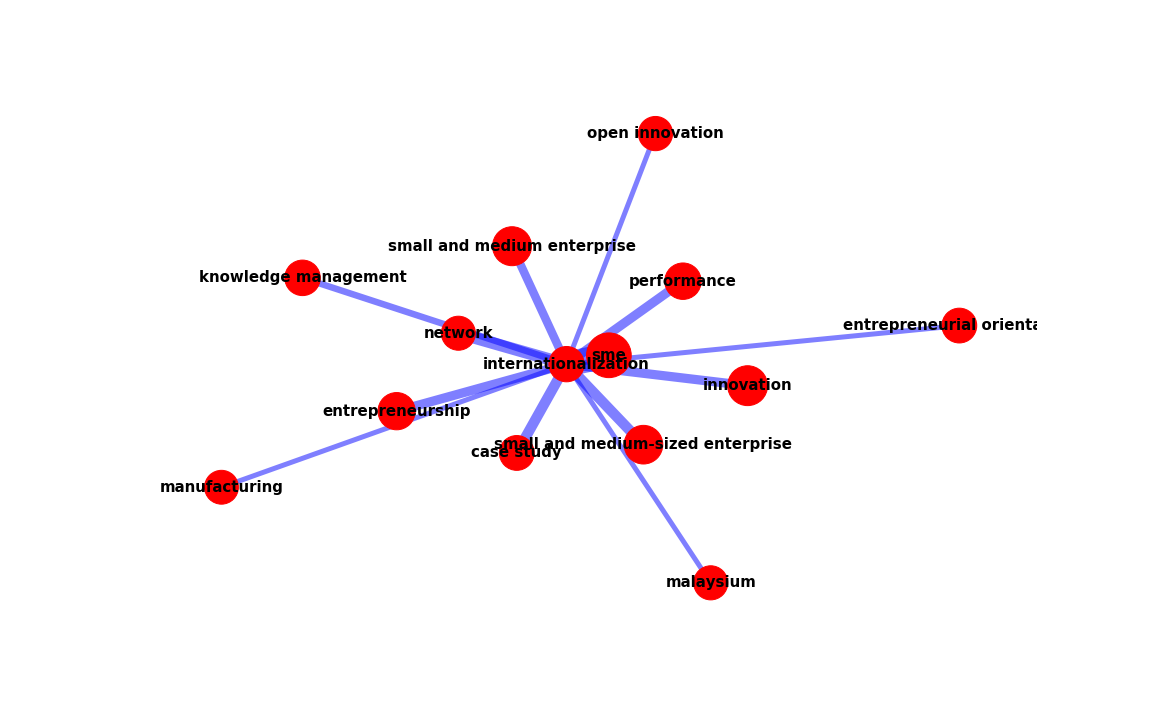 open innovation
small and medium enterprise
knowledge management
performance
entrepreneurial orienta
network
sme
internationalization
innovation
entrepreneurship
small and medium-sized enterprise
case study
manufacturing
malaysium